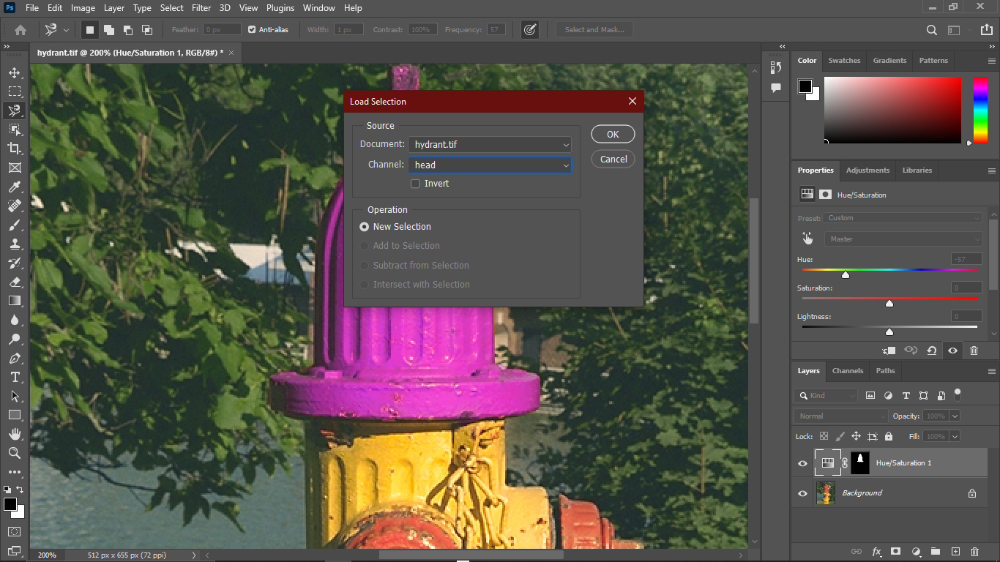 Ps File Edit Image Layer Type Select Filter 3D View Plugins Window Help
Feather: 0 px Anti-alias Width: 1 px Contrast: 100% Frequency: 57 Select and Mask...
hydrant.tif @ 200% (Hue/Saturation 1, RGB/8#) * ×
Load Selection
Source
Document: hydrant.tif
Channel: head
Invert
OK
Cancel
Operation
New Selection
Add to Selection
Subtract from Selection
Intersect with Selection
Color Swatches Gradients Patterns
Properties Adjustments Libraries
Hue/Saturation
Preset: Custom
Master
Hue: -57
Saturation: 0
Lightness: 0
Layers Channels Paths
Kind
Normal Opacity: 100%
Lock: Fill: 100%
Hue/Saturation 1
Background
fx
200% 512 px x 655 px (72 ppi)